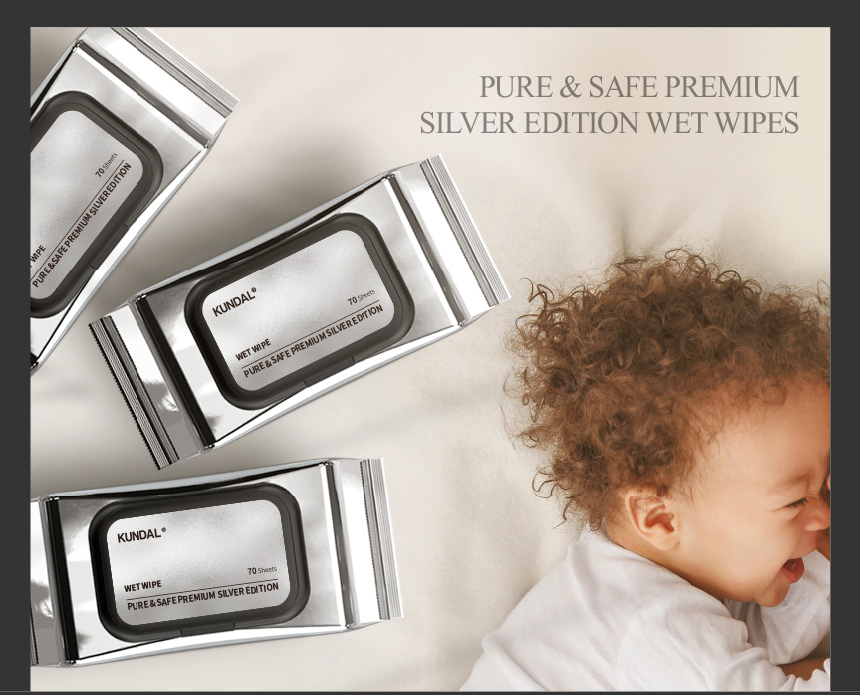 PURE & SAFE PREMIUM
SILVER EDITION WET WIPES
70 Sheets
WIPE
PURE & SAFE PREMIUM SILVER EDITION
KUNDAL®
70 Sheets
WET WIPE
PURE & SAFE PREMIUM SILVER EDITION
KUNDAL®
70 Sheets
WET WIPE
PURE & SAFE PREMIUM SILVER EDITION